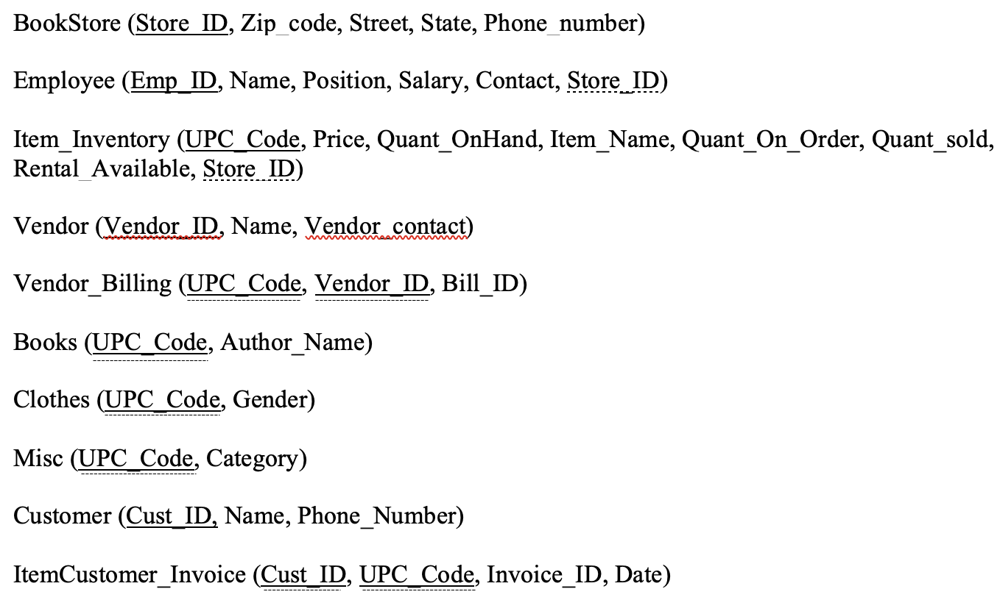 BookStore (Store_ID, Zip_code, Street, State, Phone_number)
Employee (Emp_ID, Name, Position, Salary, Contact, Store_ID)
Item_Inventory (UPC_Code, Price, Quant_OnHand, Item_Name, Quant_On_Order, Quant_sold,
Rental_Available, Store_ID)
Vendor (Vendor_ID, Name, Vendor_contact)
Vendor_Billing (UPC_Code, Vendor_ID, Bill_ID)
Books (UPC_Code, Author_Name)
Clothes (UPC_Code, Gender)
Misc (UPC_Code, Category)
Customer (Cust_ID, Name, Phone_Number)
ItemCustomer_Invoice (Cust_ID, UPC_Code, Invoice_ID, Date)